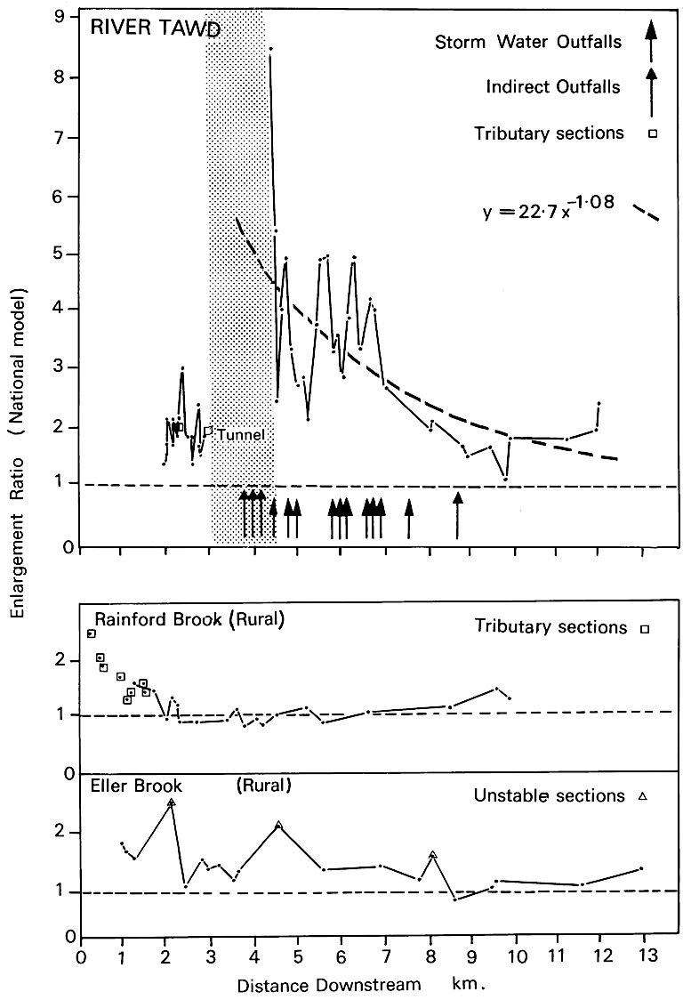 9
RIVER TAWD
Storm Water Outfalls
8
Indirect Outfalls
7
Tributary sections
6
y = 22·7x^-1·08
5
4
3
2
Tunnel
1
0
Enlargement Ratio (National model)
Rainford Brook (Rural)
Tributary sections
2
1
0
Eller Brook (Rural)
Unstable sections
2
1
0
0 1 2 3 4 5 6 7 8 9 10 11 12 13
Distance Downstream km.